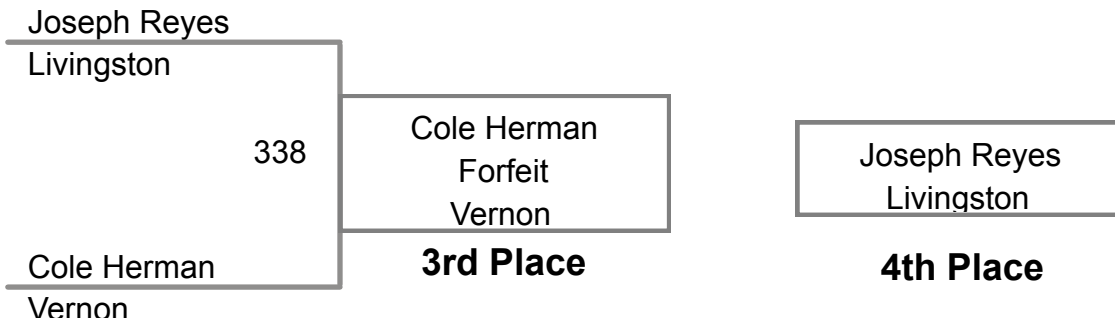 Joseph Reyes
Livingston
338
Cole Herman
Vernon
Cole Herman
Forfeit
Vernon
3rd Place
Joseph Reyes
Livingston
4th Place